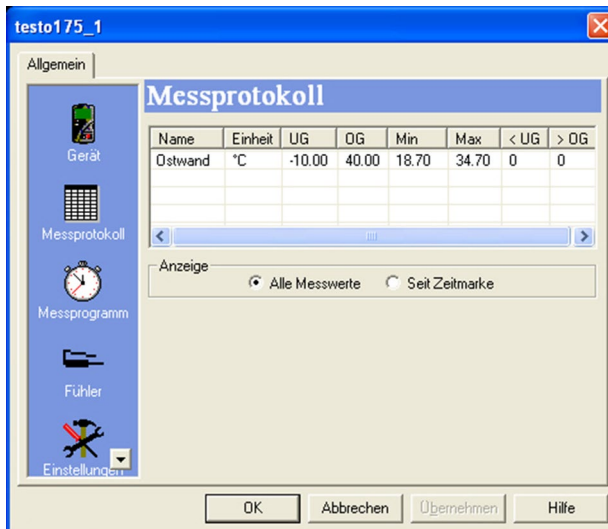 testo175_1
Allgemein
Gerät
Messprotokoll
Messprogramm
Fühler
Einstellungen
Messprotokoll
Name Einheit UG OG Min Max < UG > OG
Ostwand °C -10.00 40.00 18.70 34.70 0 0
Anzeige
Alle Messwerte Seit Zeitmarke
OK Abbrechen Übernehmen Hilfe